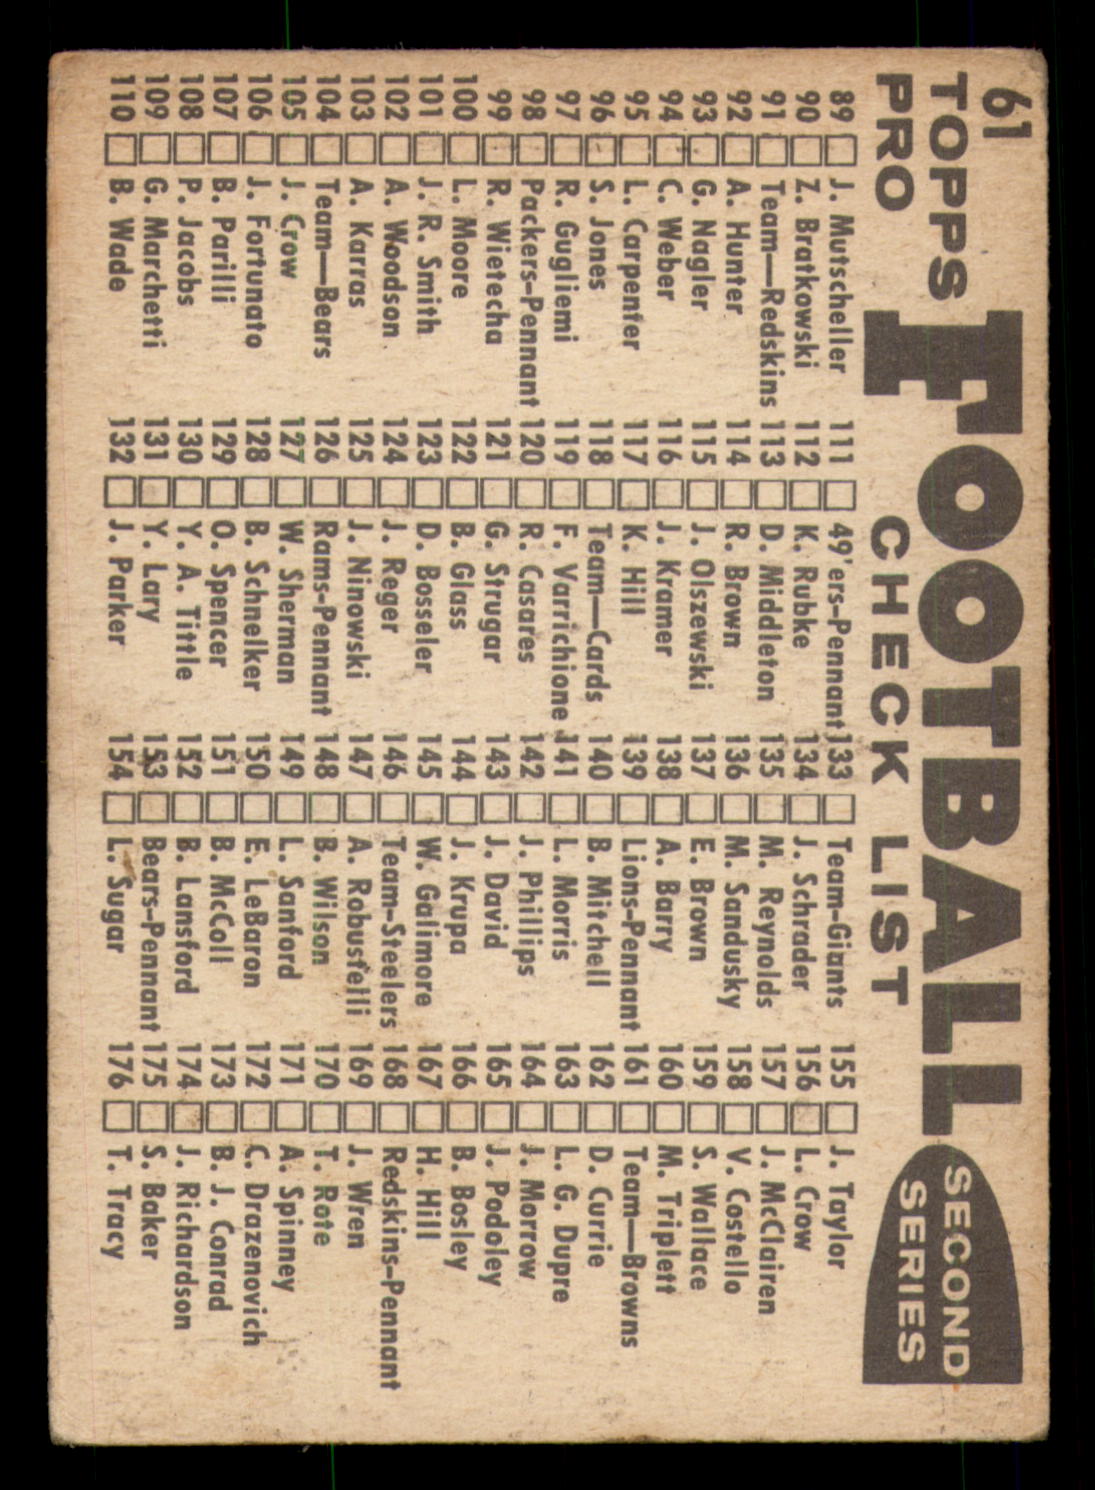 61
TOPPS FOOTBALL
PRO CHECK LIST
SECOND
SERIES
89 J. Mutscheller
90 Z. Bratkowski
91 Team—Redskins
92 A. Hunter
93 G. Nagler
94 C. Weber
95 L. Carpenter
96 S. Jones
97 R. Gugliemi
98 Packers-Pennant
99 R. Wietecha
100 L. Moore
101 J. R. Smith
102 A. Woodson
103 A. Karras
104 Team—Bears
105 J. Crow
106 J. Fortunato
107 B. Parilli
108 P. Jacobs
109 G. Marchetti
110 B. Wade
111 49'ers-Pennant
112 K. Rubke
113 D. Middleton
114 R. Brown
115 J. Olszewski
116 J. Kramer
117 K. Hill
118 Team—Cards
119 F. Varrichione
120 R. Casares
121 G. Strugar
122 B. Glass
123 D. Bosseler
124 J. Reger
125 J. Ninowski
126 Rams-Pennant
127 W. Sherman
128 B. Schnelker
129 O. Spencer
130 Y. A. Tittle
131 Y. Lary
132 J. Parker
133 Team-Giants
134 J. Schrader
135 M. Reynolds
136 M. Sandusky
137 E. Brown
138 A. Barry
139 Lions-Pennant
140 B. Mitchell
141 L. Morris
142 J. Phillips
143 J. David
144 J. Krupa
145 W. Galimore
146 Team-Steelers
147 A. Robustelli
148 B. Wilson
149 L. Sanford
150 E. LeBaron
151 B. McColl
152 B. Lansford
153 Bears-Pennant
154 L. Sugar
155 J. Taylor
156 L. Crow
157 J. McClairen
158 V. Costello
159 S. Wallace
160 M. Triplett
161 Team—Browns
162 D. Currie
163 L. G. Dupre
164 J. Morrow
165 J. Podoley
166 B. Bosley
167 H. Hill
168 Redskins-Pennant
169 J. Wren
170 T. Rote
171 A. Spinney
172 C. Drazenovich
173 B. J. Conrad
174 J. Richardson
175 S. Baker
176 T. Tracy